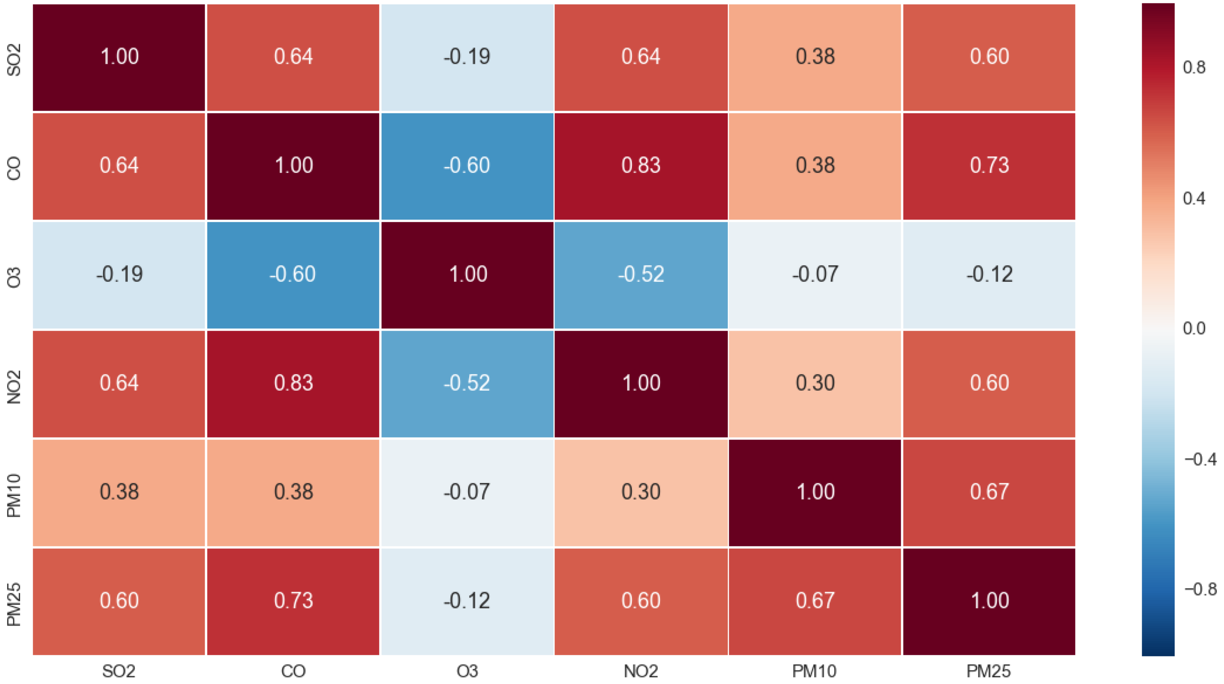 SO2 1.00 0.64 -0.19 0.64 0.38 0.60
CO 0.64 1.00 -0.60 0.83 0.38 0.73
O3 -0.19 -0.60 1.00 -0.52 -0.07 -0.12
NO2 0.64 0.83 -0.52 1.00 0.30 0.60
PM10 0.38 0.38 -0.07 0.30 1.00 0.67
PM25 0.60 0.73 -0.12 0.60 0.67 1.00
SO2 CO O3 NO2 PM10 PM25
0.8
0.4
0.0
−0.4
−0.8